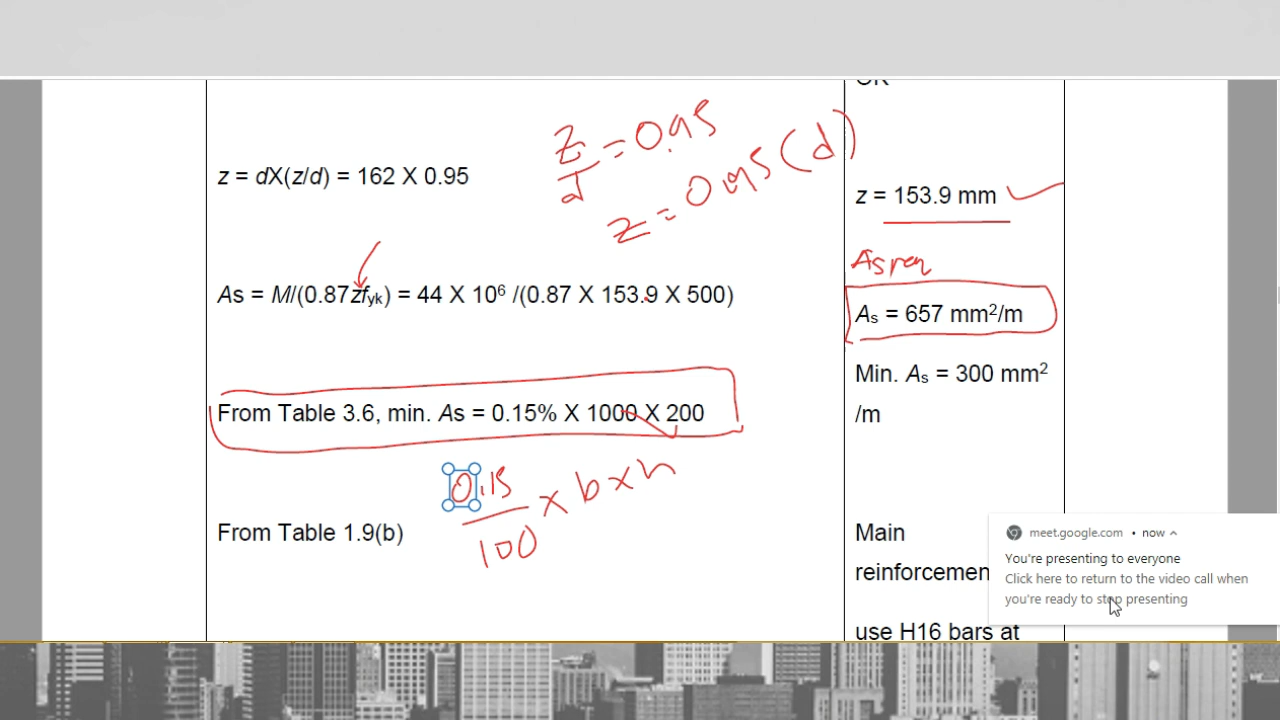 OK
z = dX(z/d) = 162 X 0.95
z/d = 0.95
z = 0.95 (d)
z = 153.9 mm
As req
As = M/(0.87zfyk) = 44 X 10⁶ /(0.87 X 153.9 X 500)
As = 657 mm²/m
Min. As = 300 mm²
/m
From Table 3.6, min. As = 0.15% X 1000 X 200
0.15/100 × b × h
From Table 1.9(b)
Main
reinforcemen
use H16 bars at
meet.google.com • now
You're presenting to everyone
Click here to return to the video call when
you're ready to stop presenting